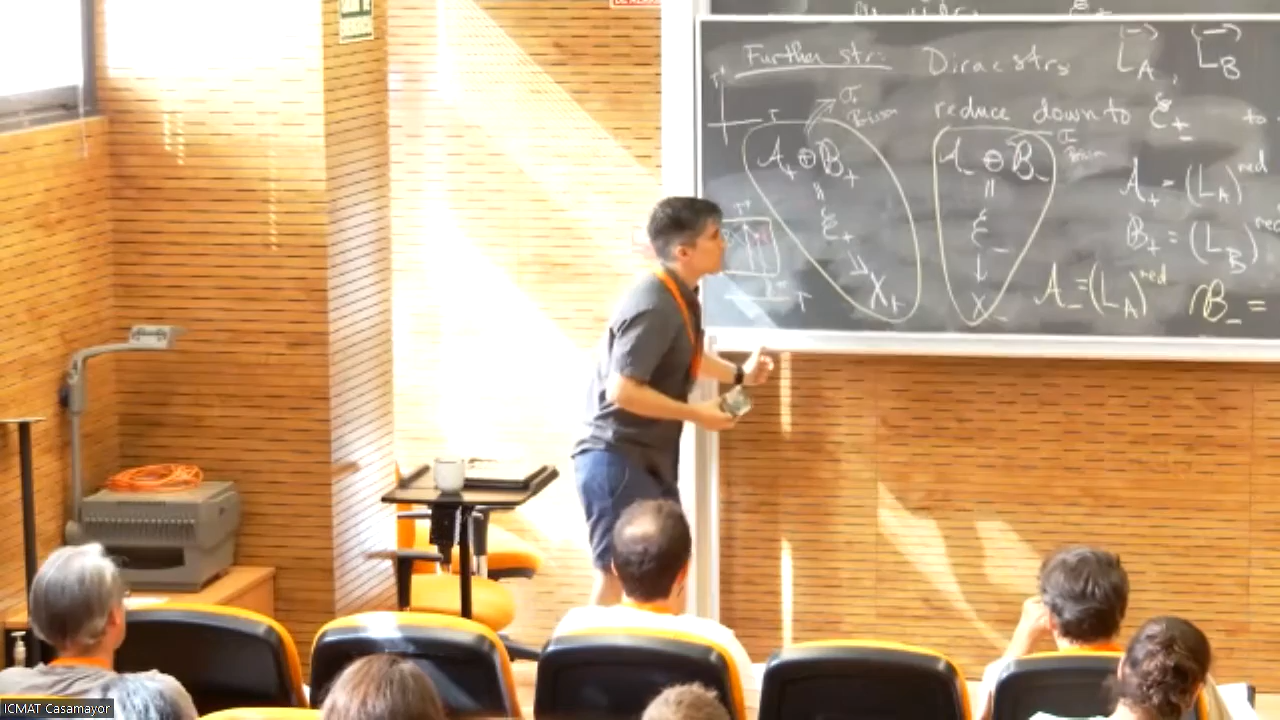 Further str: Dirac strs L_A, L_B
reduce down to ℰ_± to
A_+ ⊕ B_+
A_- ⊕ B_-
A_+ = (L_A)^red
||
||
B_+ = (L_B)^red
ℰ_+
ℰ_-
X_+
X_-
A_- = (L_A)^red B_- =
ICMAT Casamayor